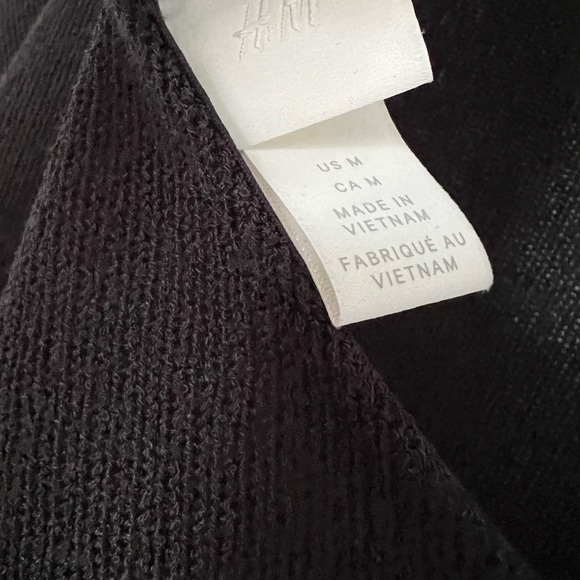 H&M
US M
CA M
MADE IN
VIETNAM
FABRIQUÉ AU
VIETNAM